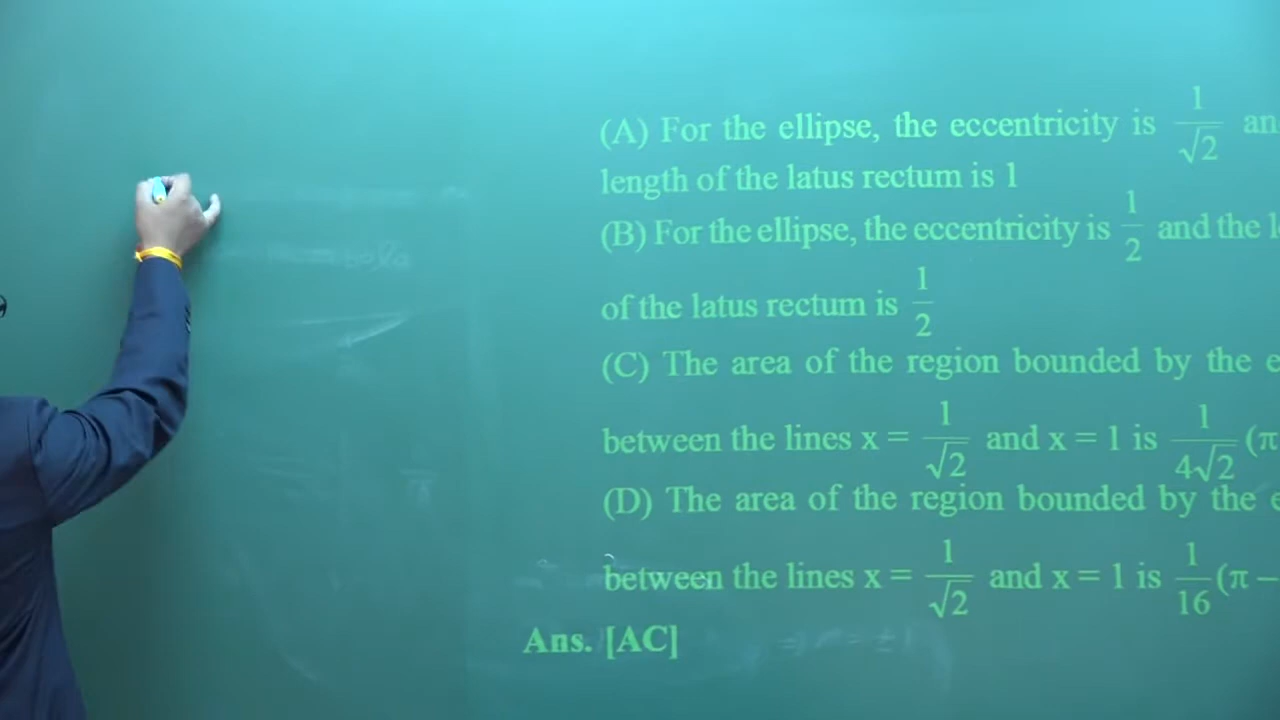 (A) For the ellipse, the eccentricity is 1/√2 an
length of the latus rectum is 1
(B) For the ellipse, the eccentricity is 1/2 and the l
of the latus rectum is 1/2
(C) The area of the region bounded by the e
between the lines x = 1/√2 and x = 1 is 1/4√2 (π
(D) The area of the region bounded by the e
between the lines x = 1/√2 and x = 1 is 1/16 (π −
Ans. [AC]